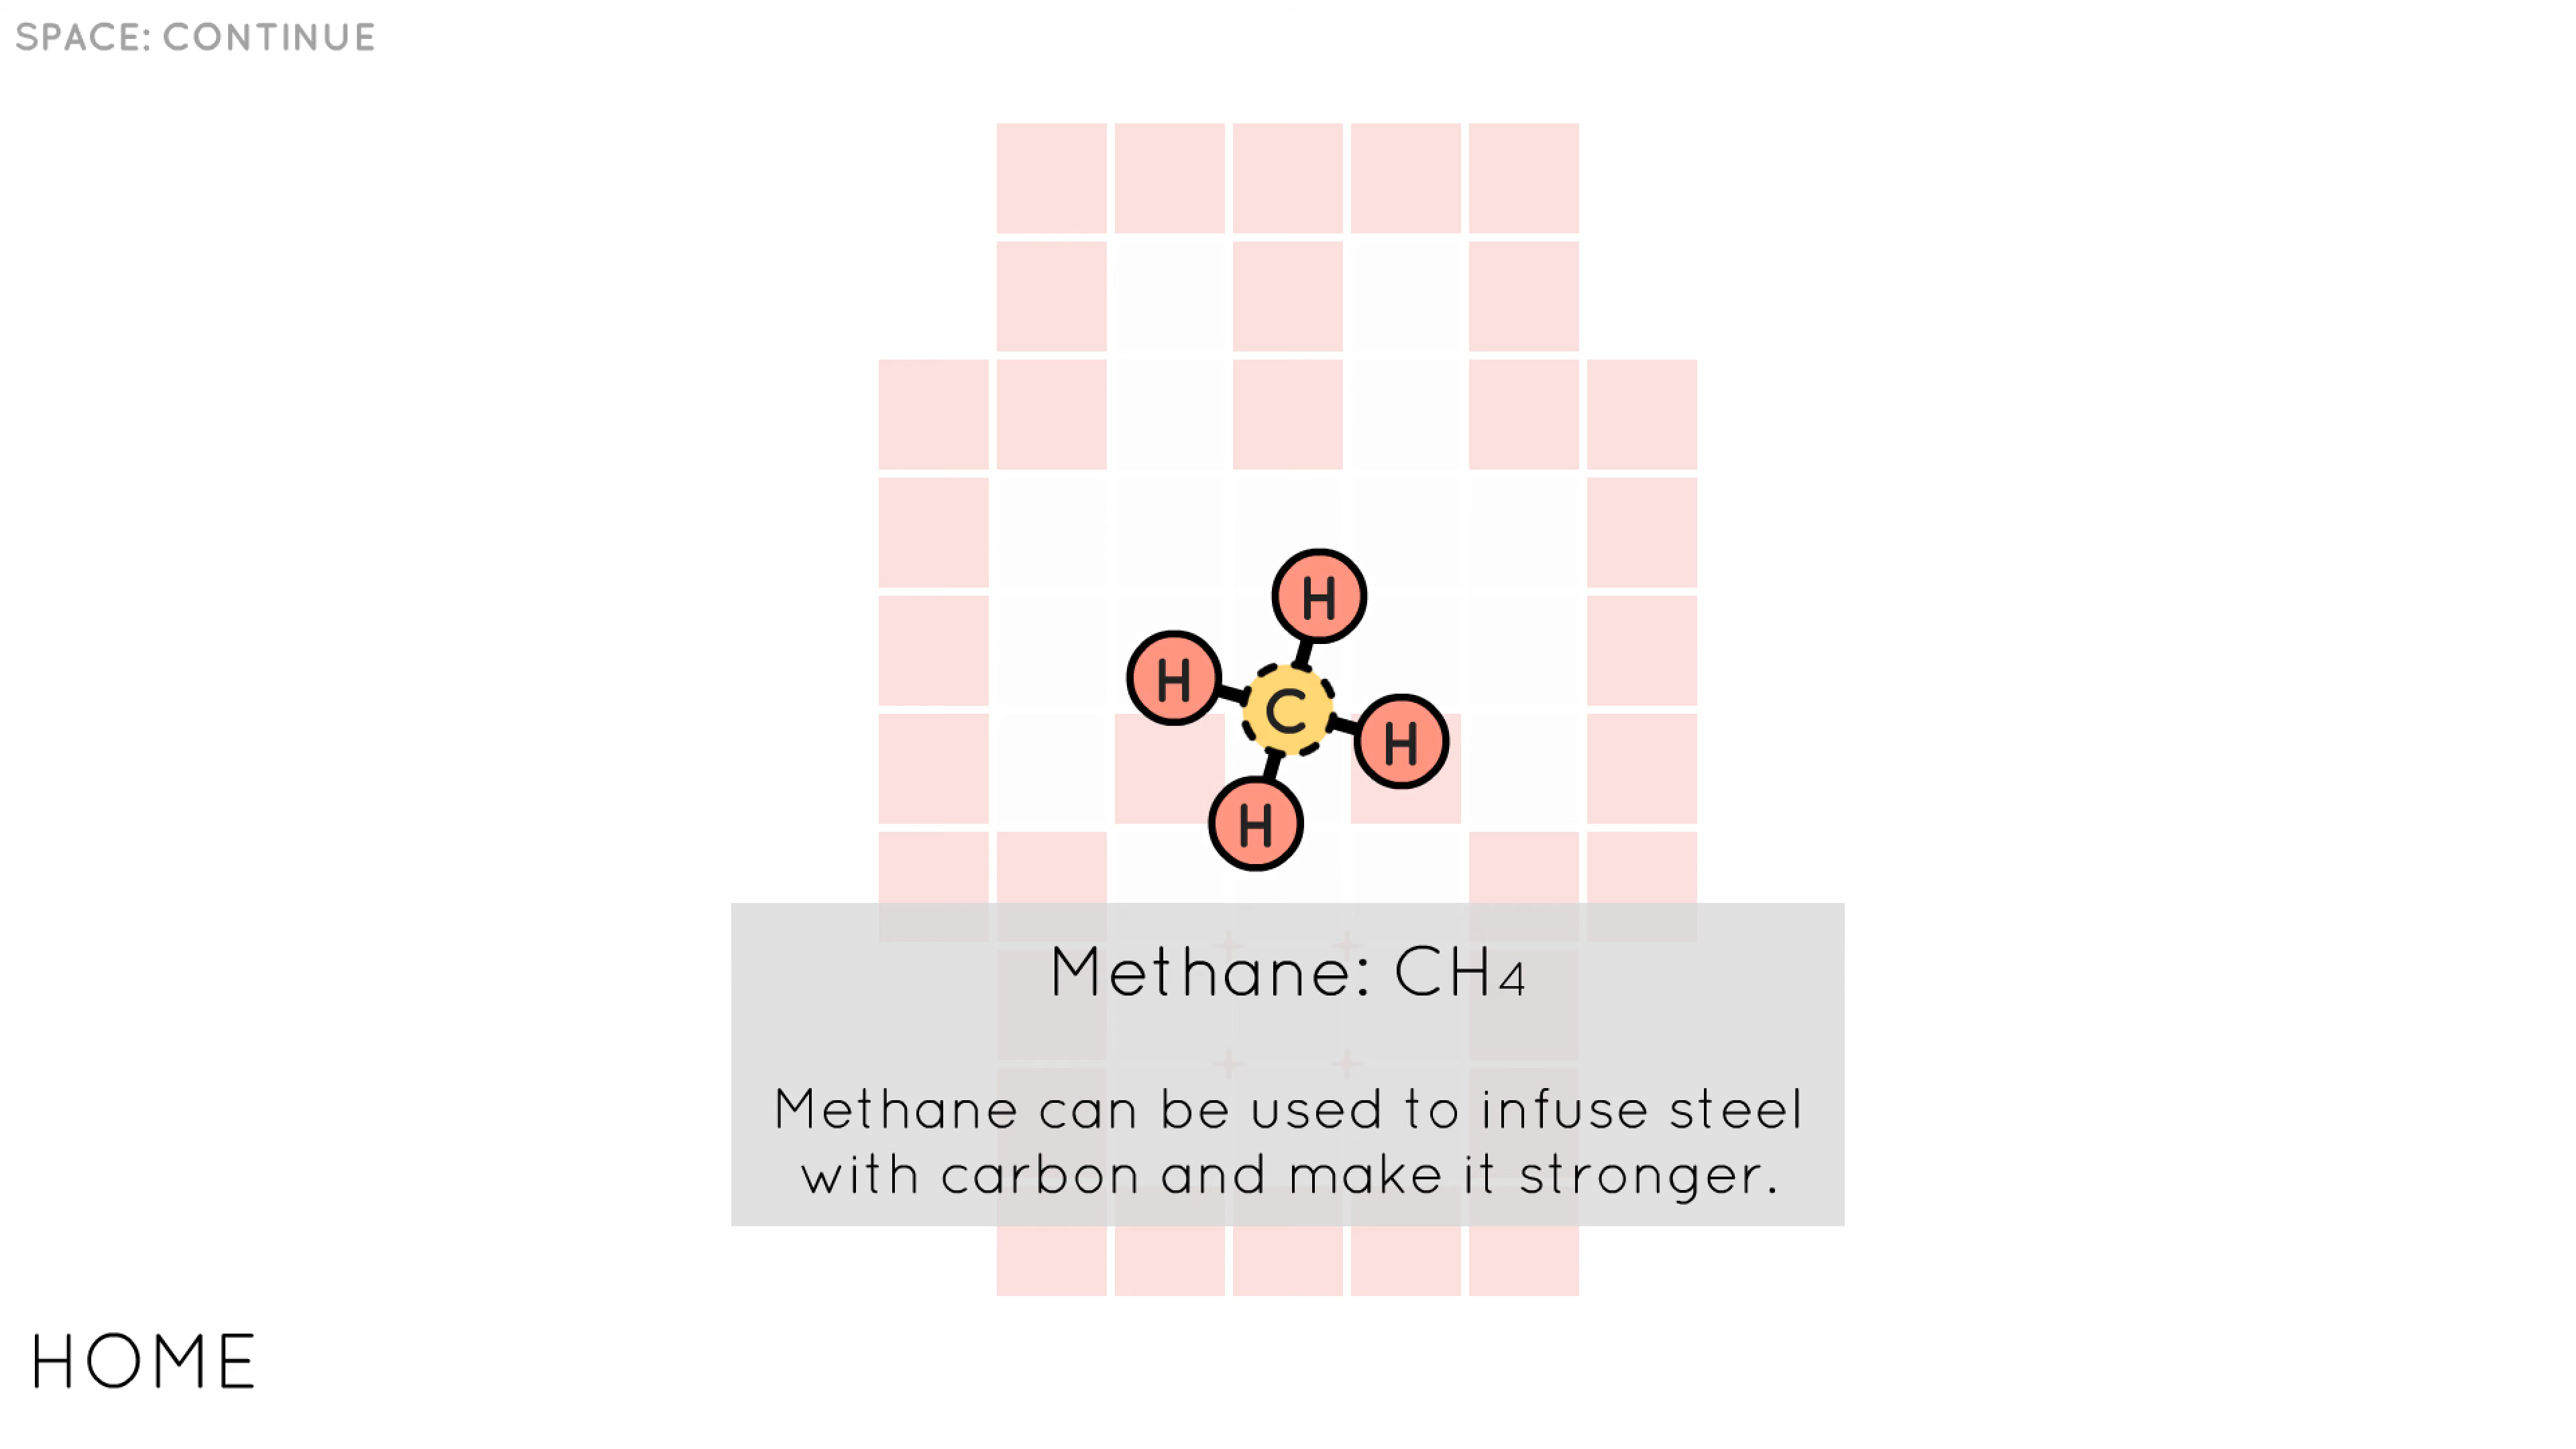 SPACE: CONTINUE
H
H
C
H
H
Methane: CH₄
Methane can be used to infuse steel
with carbon and make it stronger.
HOME